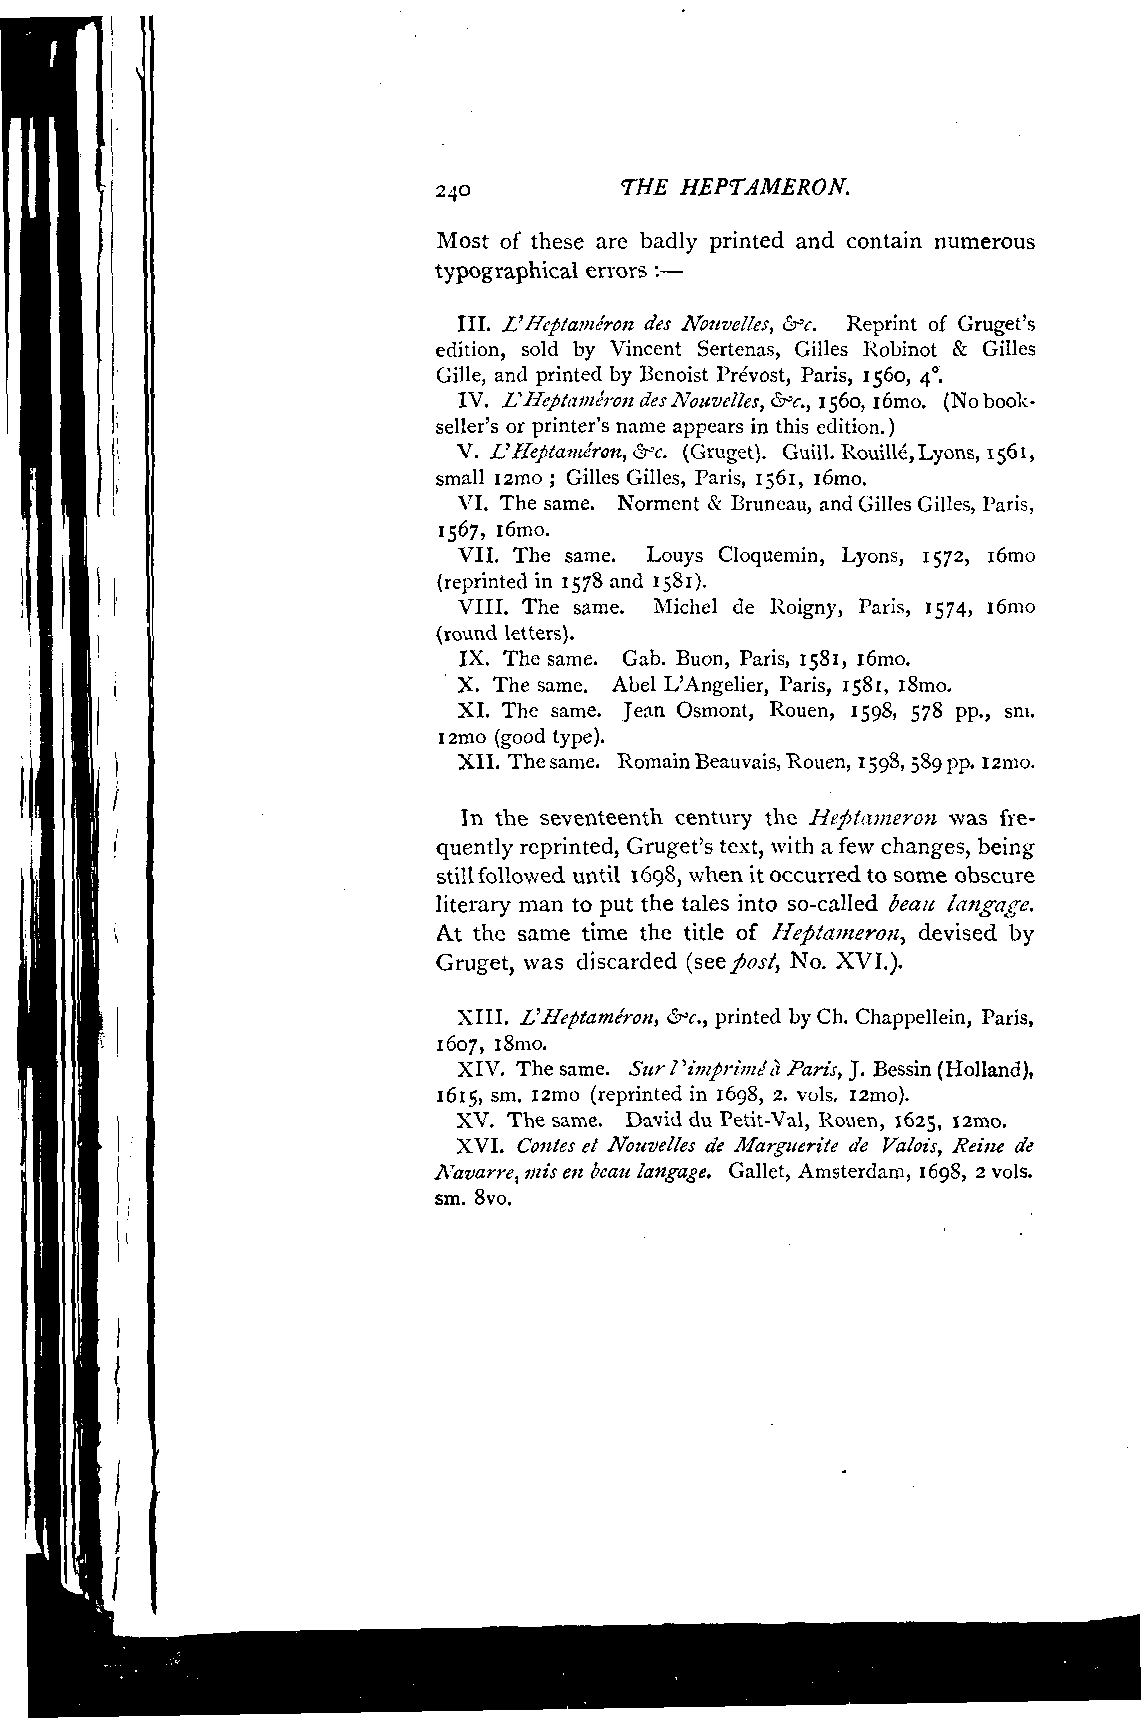 240 THE HEPTAMERON.
Most of these are badly printed and contain numerous
typographical errors :—
III. L'Heptaméron des Nouvelles, &c. Reprint of Gruget's
edition, sold by Vincent Sertenas, Gilles Robinot & Gilles
Gille, and printed by Benoist Prévost, Paris, 1560, 4°.
IV. L'Heptaméron des Nouvelles, &c., 1560, 16mo. (No book-
seller's or printer's name appears in this edition.)
V. L'Heptaméron, &c. (Gruget). Guill. Rouillé, Lyons, 1561,
small 12mo ; Gilles Gilles, Paris, 1561, 16mo.
VI. The same. Norment & Bruneau, and Gilles Gilles, Paris,
1567, 16mo.
VII. The same. Louys Cloquemin, Lyons, 1572, 16mo
(reprinted in 1578 and 1581).
VIII. The same. Michel de Roigny, Paris, 1574, 16mo
(round letters).
IX. The same. Gab. Buon, Paris, 1581, 16mo.
X. The same. Abel L'Angelier, Paris, 1581, 18mo.
XI. The same. Jean Osmont, Rouen, 1598, 578 pp., sm.
12mo (good type).
XII. The same. Romain Beauvais, Rouen, 1598, 589 pp. 12mo.
In the seventeenth century the Heptameron was fre-
quently reprinted, Gruget's text, with a few changes, being
still followed until 1698, when it occurred to some obscure
literary man to put the tales into so-called beau langage.
At the same time the title of Heptameron, devised by
Gruget, was discarded (see post, No. XVI.).
XIII. L'Heptaméron, &c., printed by Ch. Chappellein, Paris,
1607, 18mo.
XIV. The same. Sur l'imprimé à Paris, J. Bessin (Holland),
1615, sm. 12mo (reprinted in 1698, 2. vols. 12mo).
XV. The same. David du Petit-Val, Rouen, 1625, 12mo.
XVI. Contes et Nouvelles de Marguerite de Valois, Reine de
Navarre, mis en beau langage. Gallet, Amsterdam, 1698, 2 vols.
sm. 8vo.